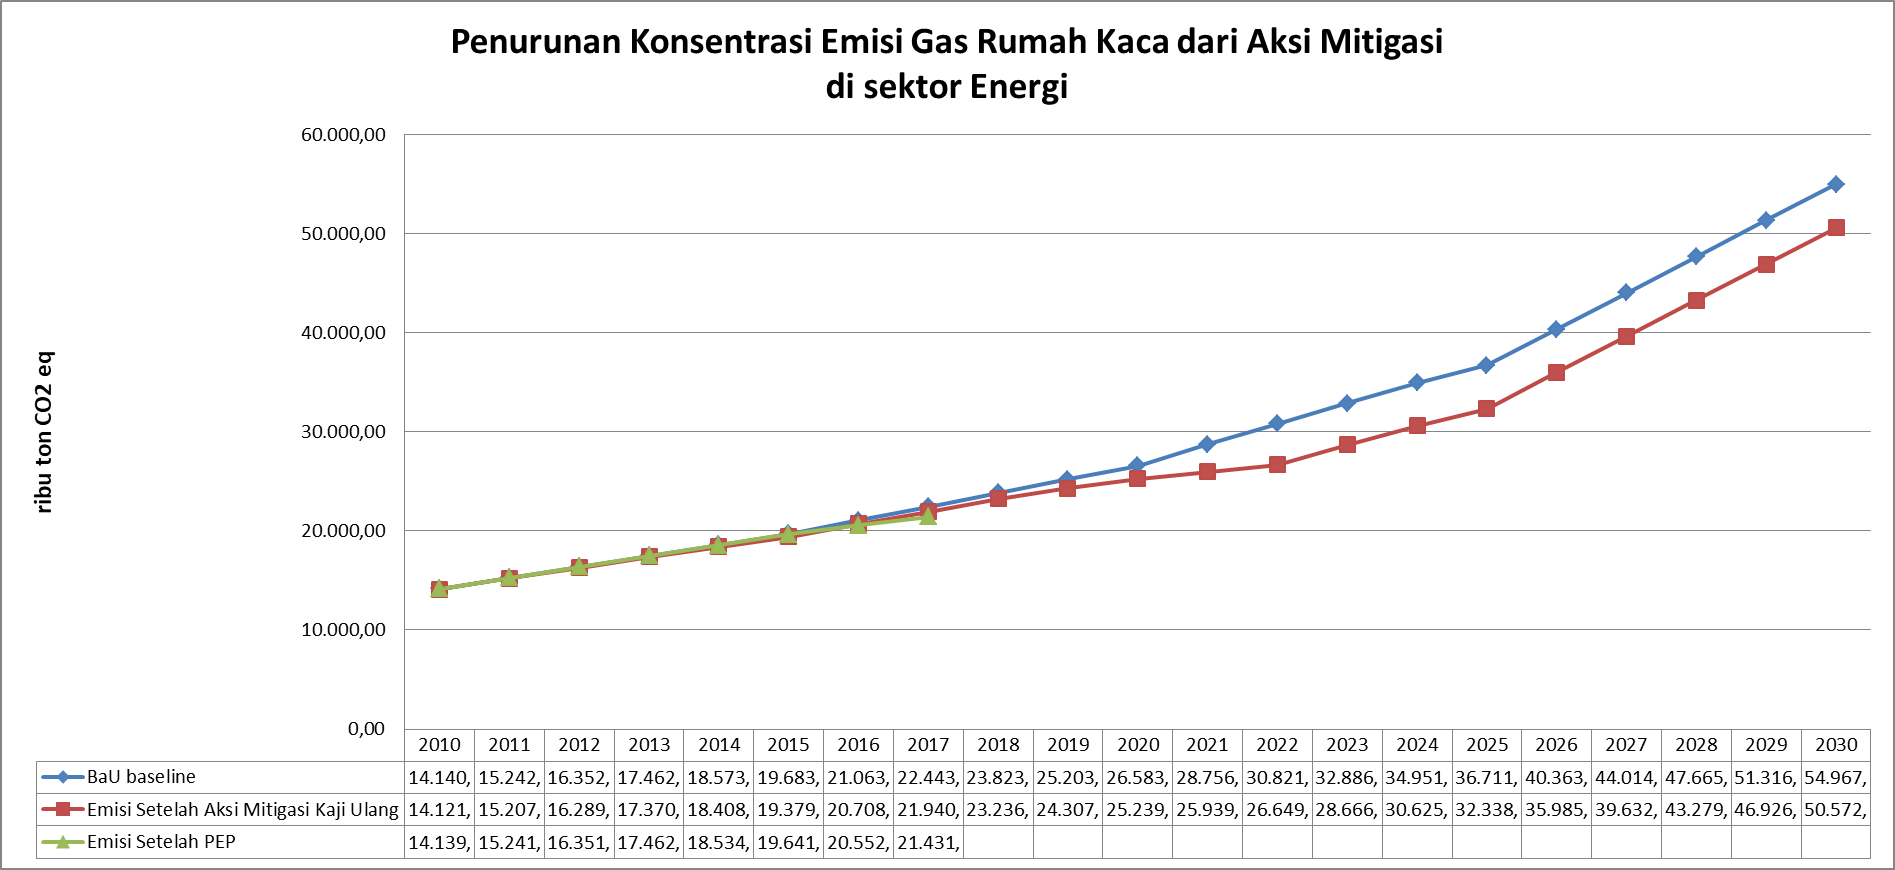 Penurunan Konsentrasi Emisi Gas Rumah Kaca dari Aksi Mitigasi
di sektor Energi
ribu ton CO2 eq
60.000,00
50.000,00
40.000,00
30.000,00
20.000,00
10.000,00
0,00
2010 2011 2012 2013 2014 2015 2016 2017 2018 2019 2020 2021 2022 2023 2024 2025 2026 2027 2028 2029 2030
BaU baseline 14.140, 15.242, 16.352, 17.462, 18.573, 19.683, 21.063, 22.443, 23.823, 25.203, 26.583, 28.756, 30.821, 32.886, 34.951, 36.711, 40.363, 44.014, 47.665, 51.316, 54.967,
Emisi Setelah Aksi Mitigasi Kaji Ulang 14.121, 15.207, 16.289, 17.370, 18.408, 19.379, 20.708, 21.940, 23.236, 24.307, 25.239, 25.939, 26.649, 28.666, 30.625, 32.338, 35.985, 39.632, 43.279, 46.926, 50.572,
Emisi Setelah PEP 14.139, 15.241, 16.351, 17.462, 18.534, 19.641, 20.552, 21.431,